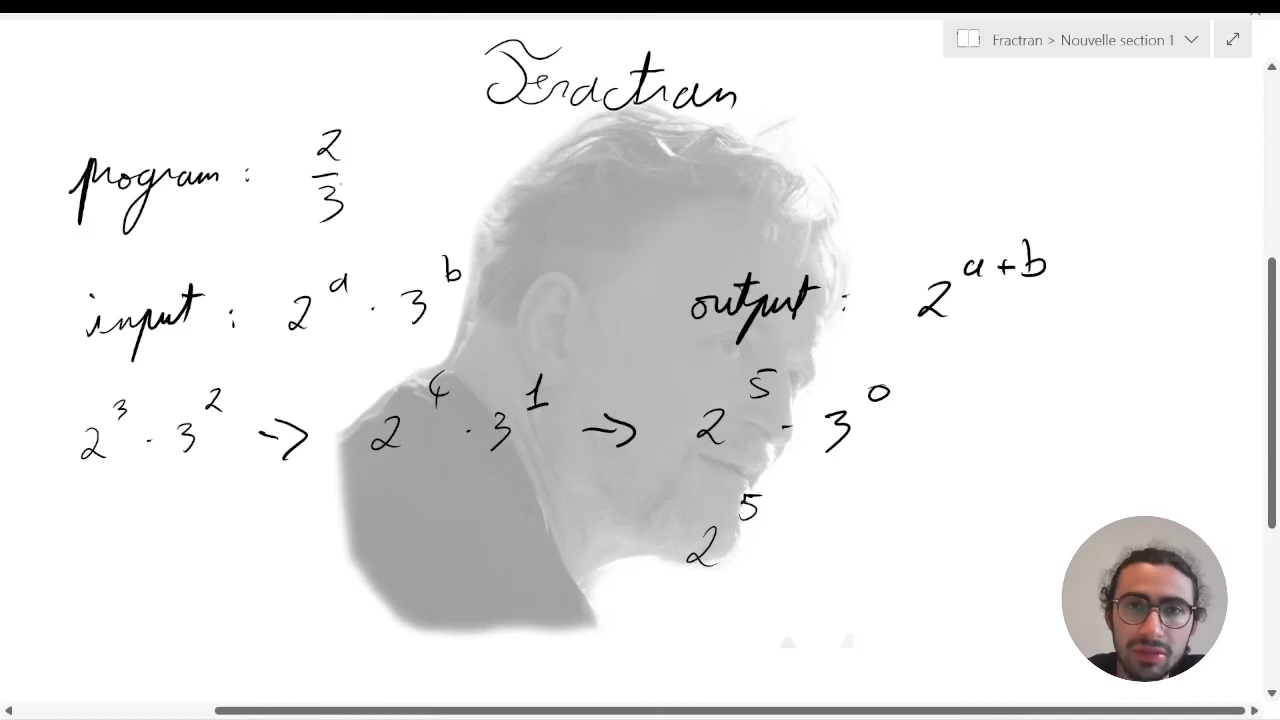 Fractran > Nouvelle section 1
Fractran
program : 2/3
input : 2^a · 3^b output : 2^(a+b)
2^3 · 3^2 -> 2^4 · 3^1 -> 2^5 · 3^0
2^5